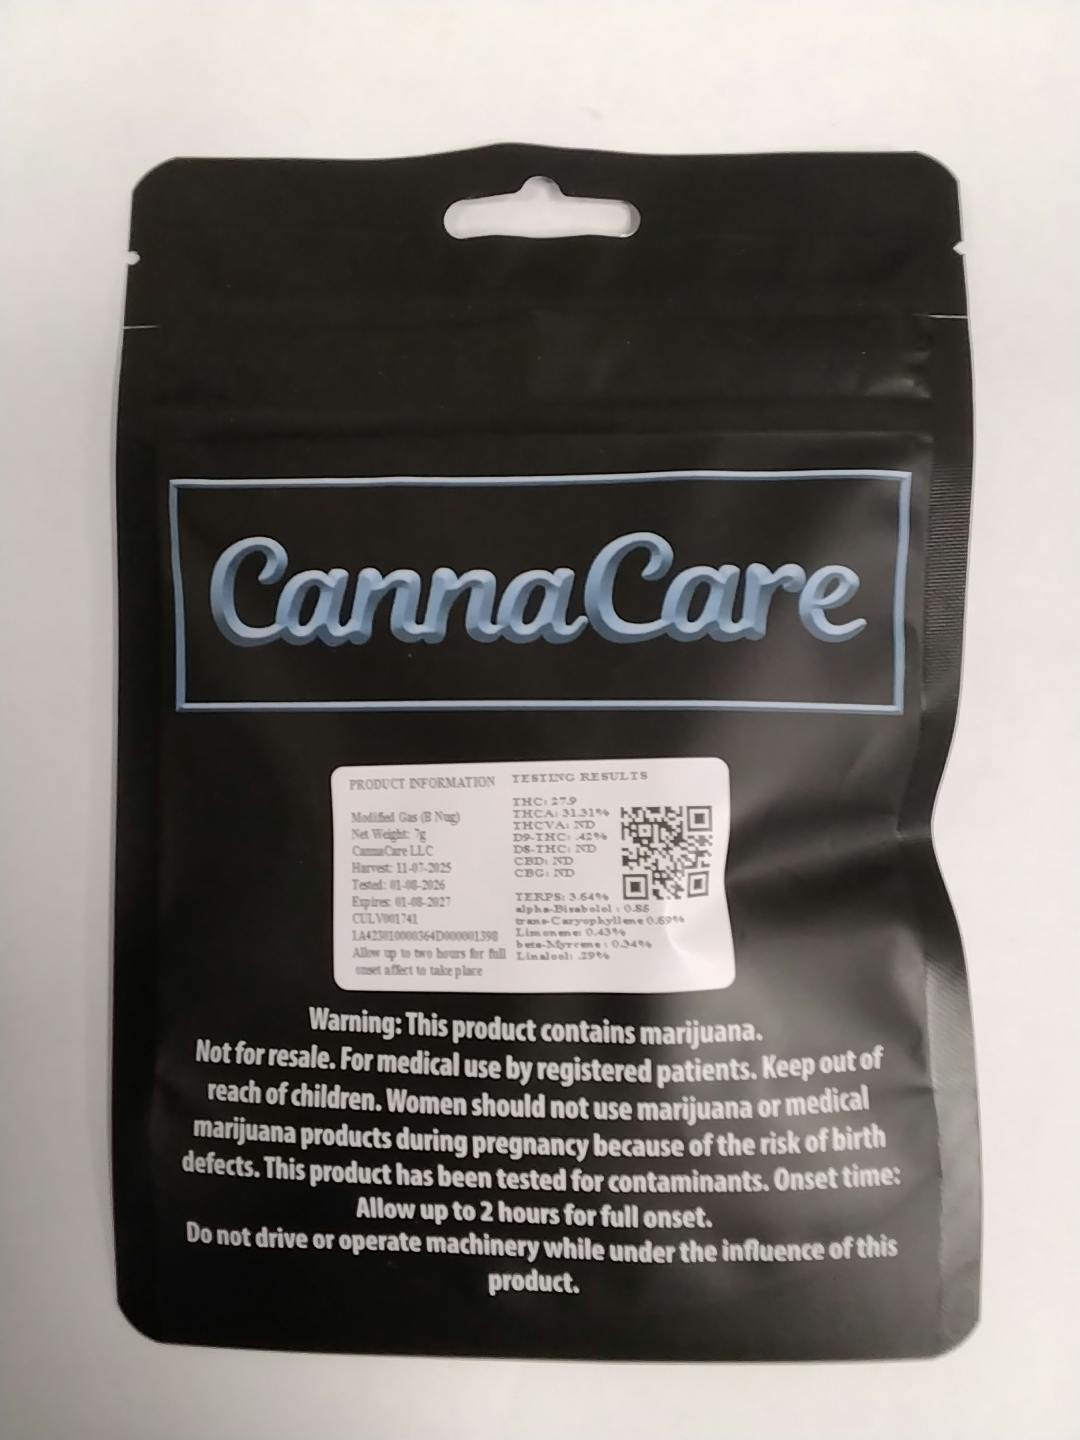 CannaCare
PRODUCT INFORMATION
Modified Gas (B Nug)
Net Weight: 7g
CannaCare LLC
Harvest: 11-07-2025
Tested: 01-08-2026
Expires: 01-08-2027
CULV001741
1A423010000364D000001398
Allow up to two hours for full
onset affect to take place
TESTING RESULTS
THC: 27.9
THCA: 31.31%
THCVA: ND
D9-THC: .42%
D8-THC: ND
CBD: ND
CBG: ND
TERPS: 3.64%
alpha-Bisabolol : 0.85
trans-Caryophyllene 0.69%
Limonene: 0.43%
beta-Myrcene : 0.34%
Linalool: .29%
Warning: This product contains marijuana.
Not for resale. For medical use by registered patients. Keep out of
reach of children. Women should not use marijuana or medical
marijuana products during pregnancy because of the risk of birth
defects. This product has been tested for contaminants. Onset time:
Allow up to 2 hours for full onset.
Do not drive or operate machinery while under the influence of this
product.